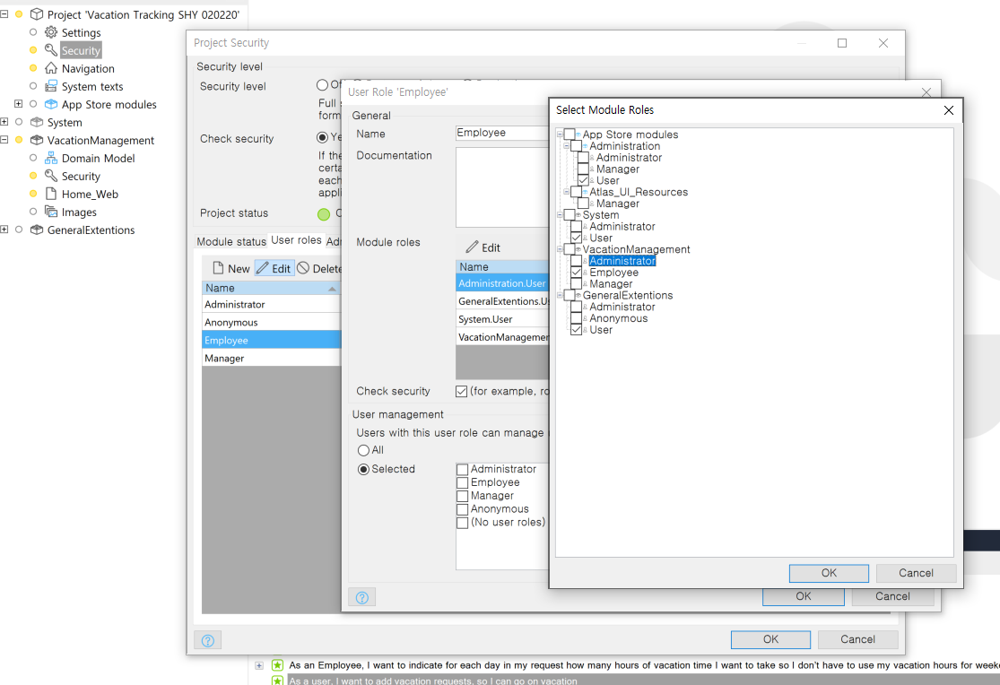 Project 'Vacation Tracking SHY 020220'
Settings
Security
Navigation
System texts
App Store modules
System
VacationManagement
Domain Model
Security
Home_Web
Images
GeneralExtentions
Project Security
Security level
Security level
Full
form
Check security
Ye
If the
certa
each
appli
Project status
Module status
User roles
New
Edit
Delete
Name
Administrator
Anonymous
Employee
Manager
OK
Cancel
User Role 'Employee'
General
Name
Employee
Documentation
Module roles
Edit
Name
Administration.User
GeneralExtentions.Us
System.User
VacationManagemer
Check security
(for example, ro
User management
Users with this user role can manage
All
Selected
Administrator
Employee
Manager
Anonymous
(No user roles)
OK
Cancel
Select Module Roles
App Store modules
Administration
Administrator
Manager
User
Atlas_UI_Resources
Manager
System
Administrator
User
VacationManagement
Administrator
Employee
Manager
GeneralExtentions
Administrator
Anonymous
User
OK
Cancel
As an Employee, I want to indicate for each day in my request how many hours of vacation time I want to take so I don't have to use my vacation hours for weeke
As a user, I want to add vacation requests, so I can go on vacation